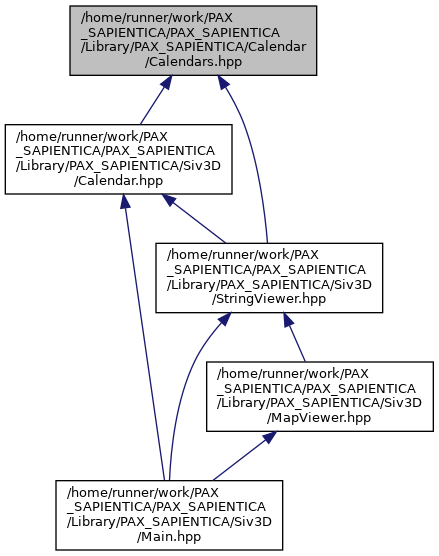 /home/runner/work/PAX
_SAPIENTICA/PAX_SAPIENTICA
/Library/PAX_SAPIENTICA/Calendar
/Calendars.hpp
/home/runner/work/PAX
_SAPIENTICA/PAX_SAPIENTICA
/Library/PAX_SAPIENTICA/Siv3D
/Calendar.hpp
/home/runner/work/PAX
_SAPIENTICA/PAX_SAPIENTICA
/Library/PAX_SAPIENTICA/Siv3D
/StringViewer.hpp
/home/runner/work/PAX
_SAPIENTICA/PAX_SAPIENTICA
/Library/PAX_SAPIENTICA/Siv3D
/MapViewer.hpp
/home/runner/work/PAX
_SAPIENTICA/PAX_SAPIENTICA
/Library/PAX_SAPIENTICA/Siv3D
/Main.hpp